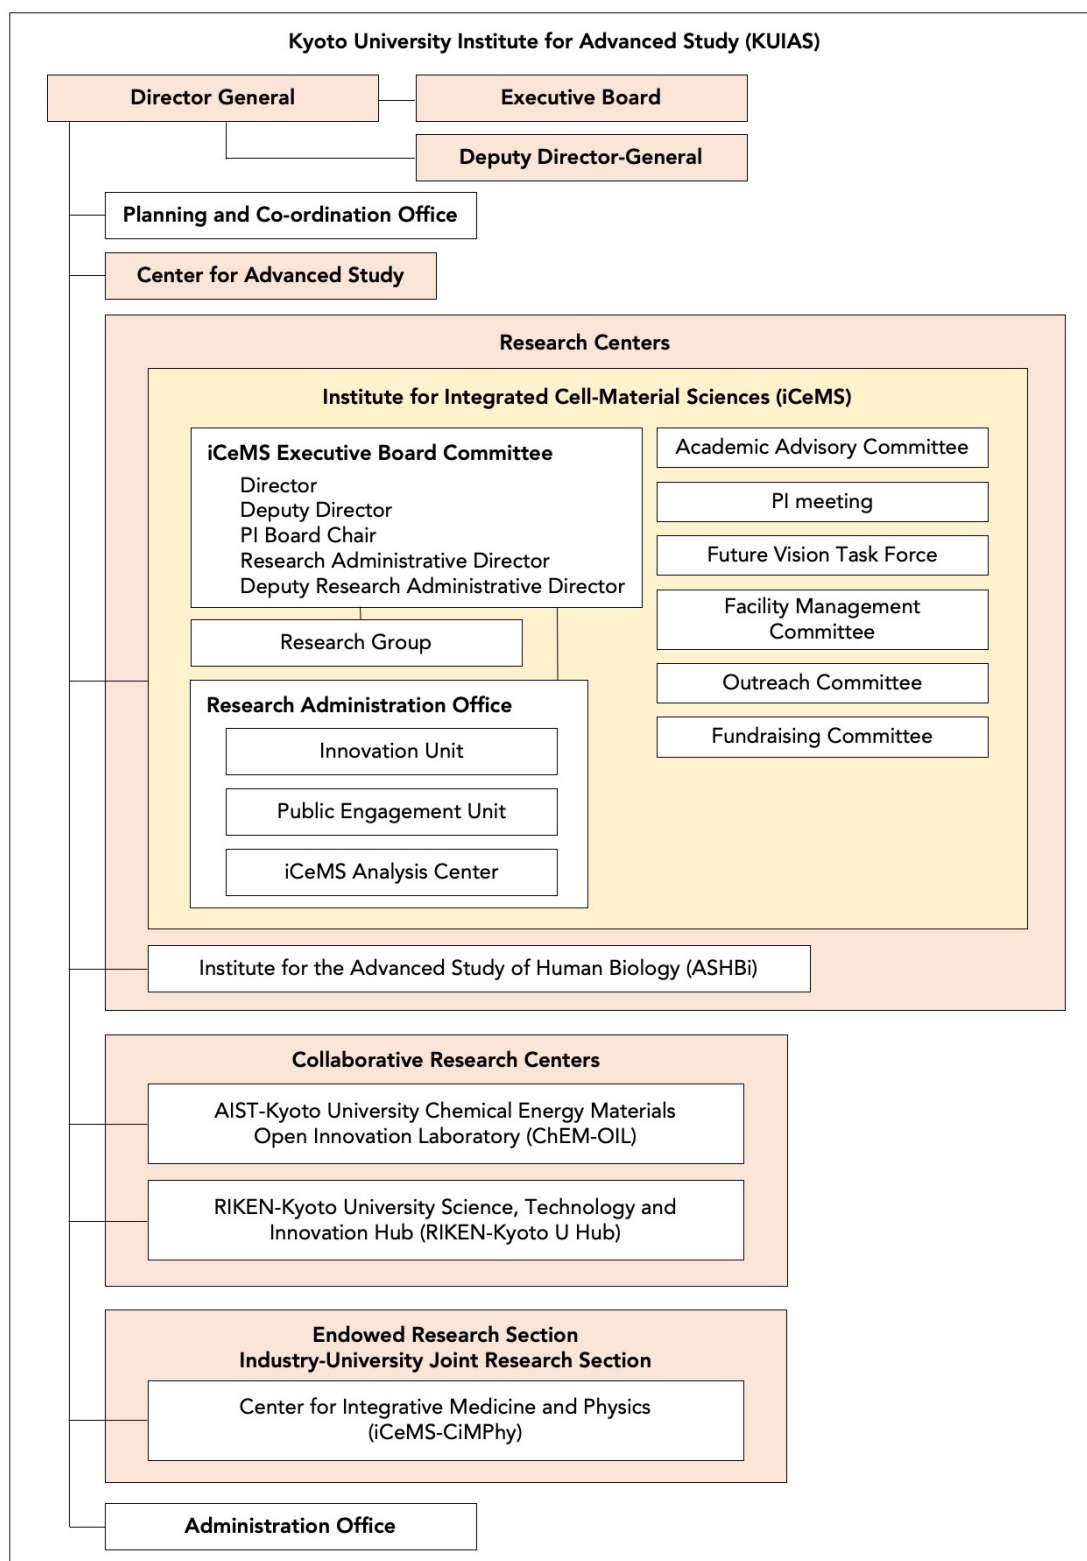 Kyoto University Institute for Advanced Study (KUIAS)
Director General
Executive Board
Deputy Director-General
Planning and Co-ordination Office
Center for Advanced Study
Research Centers
Institute for Integrated Cell-Material Sciences (iCeMS)
iCeMS Executive Board Committee
Director
Deputy Director
PI Board Chair
Research Administrative Director
Deputy Research Administrative Director
Research Group
Research Administration Office
Innovation Unit
Public Engagement Unit
iCeMS Analysis Center
Academic Advisory Committee
PI meeting
Future Vision Task Force
Facility Management
Committee
Outreach Committee
Fundraising Committee
Institute for the Advanced Study of Human Biology (ASHBi)
Collaborative Research Centers
AIST-Kyoto University Chemical Energy Materials
Open Innovation Laboratory (ChEM-OIL)
RIKEN-Kyoto University Science, Technology and
Innovation Hub (RIKEN-Kyoto U Hub)
Endowed Research Section
Industry-University Joint Research Section
Center for Integrative Medicine and Physics
(iCeMS-CiMPhy)
Administration Office